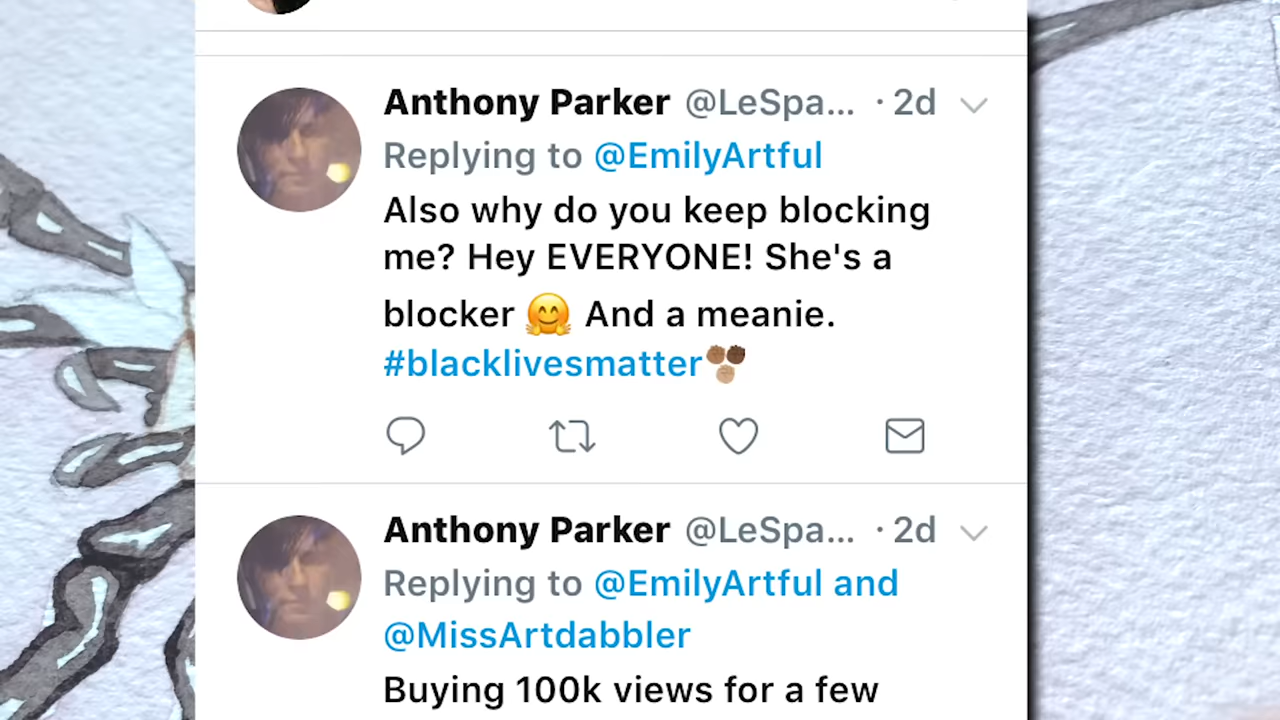 Anthony Parker @LeSpa... · 2d
Replying to @EmilyArtful
Also why do you keep blocking
me? Hey EVERYONE! She's a
blocker 🤗 And a meanie.
#blacklivesmatter✊🏾✊🏿✊🏽
Anthony Parker @LeSpa... · 2d
Replying to @EmilyArtful and
@MissArtdabbler
Buying 100k views for a few